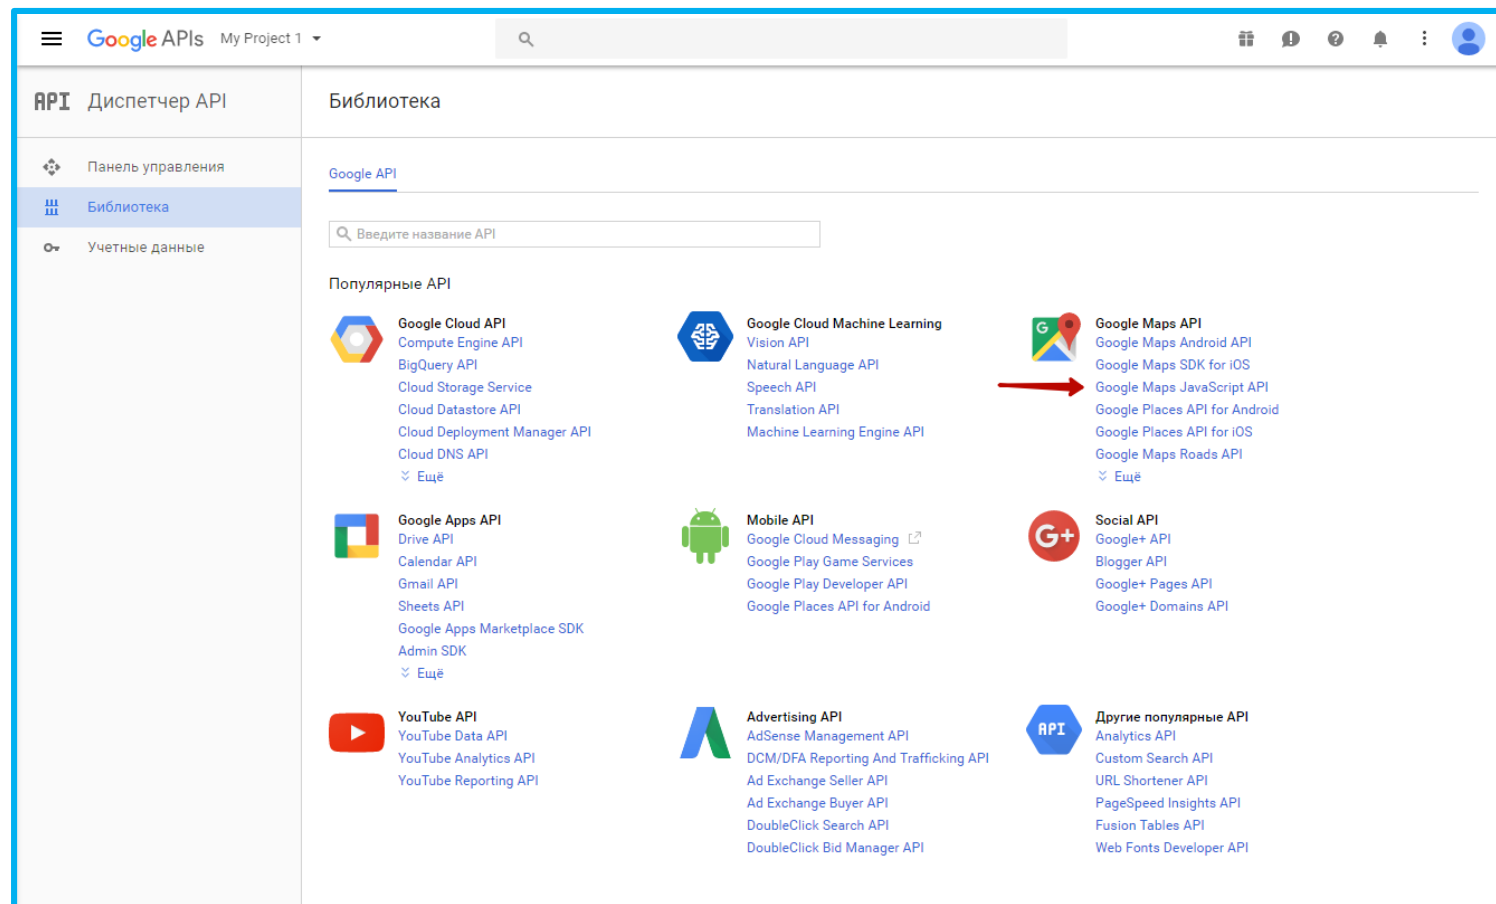 Google APIs My Project 1
API Диспетчер API
Библиотека
Панель управления
Библиотека
Учетные данные
Google API
Введите название API
Популярные API
Google Cloud API
Compute Engine API
BigQuery API
Cloud Storage Service
Cloud Datastore API
Cloud Deployment Manager API
Cloud DNS API
Ещё
Google Cloud Machine Learning
Vision API
Natural Language API
Speech API
Translation API
Machine Learning Engine API
G
Google Maps API
Google Maps Android API
Google Maps SDK for iOS
Google Maps JavaScript API
Google Places API for Android
Google Places API for iOS
Google Maps Roads API
Ещё
Google Apps API
Drive API
Calendar API
Gmail API
Sheets API
Google Apps Marketplace SDK
Admin SDK
Ещё
Mobile API
Google Cloud Messaging
Google Play Game Services
Google Play Developer API
Google Places API for Android
G+
Social API
Google+ API
Blogger API
Google+ Pages API
Google+ Domains API
YouTube API
YouTube Data API
YouTube Analytics API
YouTube Reporting API
Advertising API
AdSense Management API
DCM/DFA Reporting And Trafficking API
Ad Exchange Seller API
Ad Exchange Buyer API
DoubleClick Search API
DoubleClick Bid Manager API
API
Другие популярные API
Analytics API
Custom Search API
URL Shortener API
PageSpeed Insights API
Fusion Tables API
Web Fonts Developer API